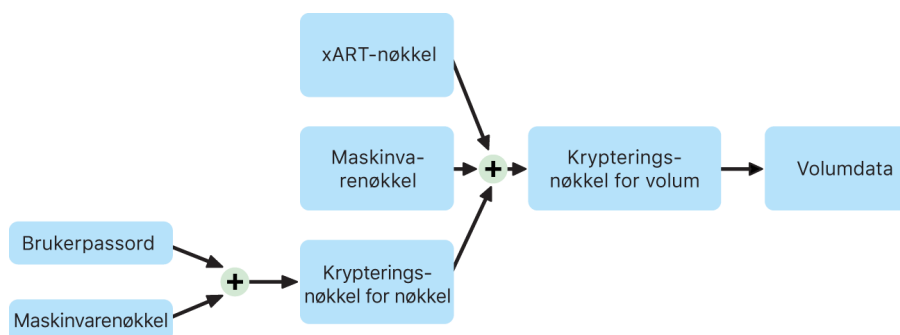 xART-nøkkel
Maskinva-
renøkkel
+
Krypterings-
nøkkel for volum
Volumdata
Brukerpassord
+
Krypterings-
nøkkel for nøkkel
Maskinvarenøkkel